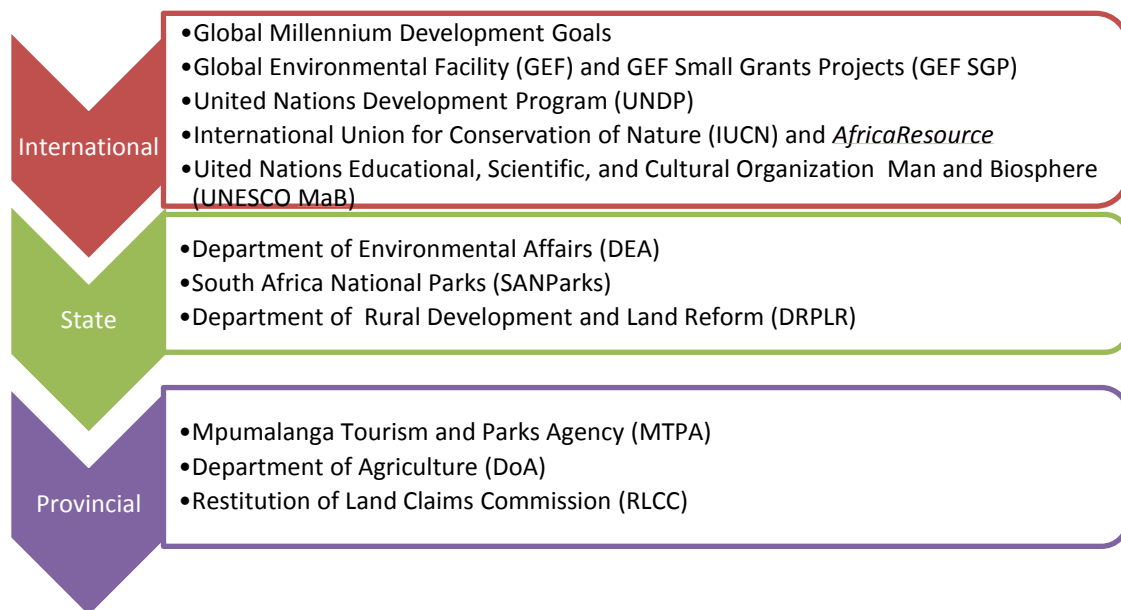 International
•Global Millennium Development Goals
•Global Environmental Facility (GEF) and GEF Small Grants Projects (GEF SGP)
•United Nations Development Program (UNDP)
•International Union for Conservation of Nature (IUCN) and AfricaResource
•Uited Nations Educational, Scientific, and Cultural Organization  Man and Biosphere
(UNESCO MaB)
State
•Department of Environmental Affairs (DEA)
•South Africa National Parks (SANParks)
•Department of  Rural Development and Land Reform (DRPLR)
Provincial
•Mpumalanga Tourism and Parks Agency (MTPA)
•Department of Agriculture (DoA)
•Restitution of Land Claims Commission (RLCC)